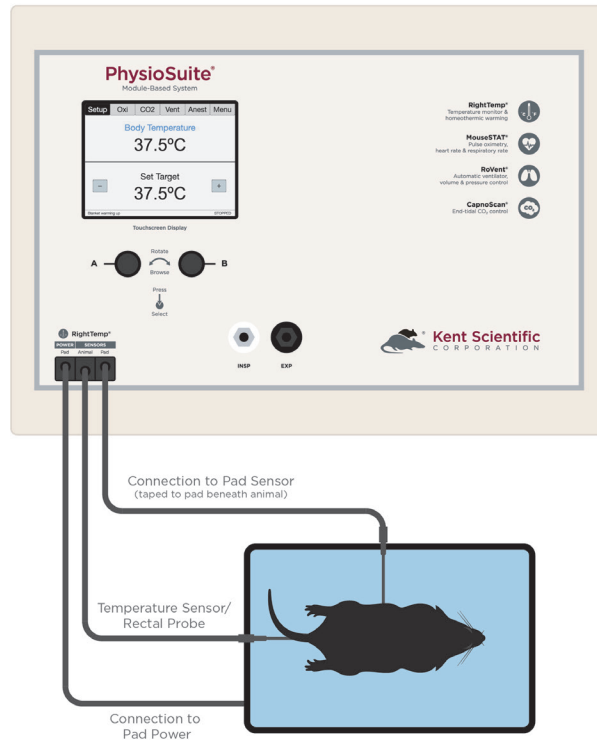 PhysioSuite®
Module-Based System
Setup Oxi CO2 Vent Anest Menu
Body Temperature
37.5ºC
Set Target
- 37.5ºC +
STOPPED
Touchscreen Display
A Rotate B
Browse
Press
Select
RightTemp®
Temperature monitor &
homeothermic warming
°C °F
MouseSTAT®
Pulse oximetry,
heart rate & respiratory rate
RoVent®
Automatic ventilator,
volume & pressure control
CapnoScan®
End-tidal CO₂ control
CO₂
RightTemp®
POWER SENSORS
Pad Animal Pad
INSP EXP
Kent Scientific
CORPORATION
Connection to Pad Sensor
(taped to pad beneath animal)
Temperature Sensor/
Rectal Probe
Connection to
Pad Power